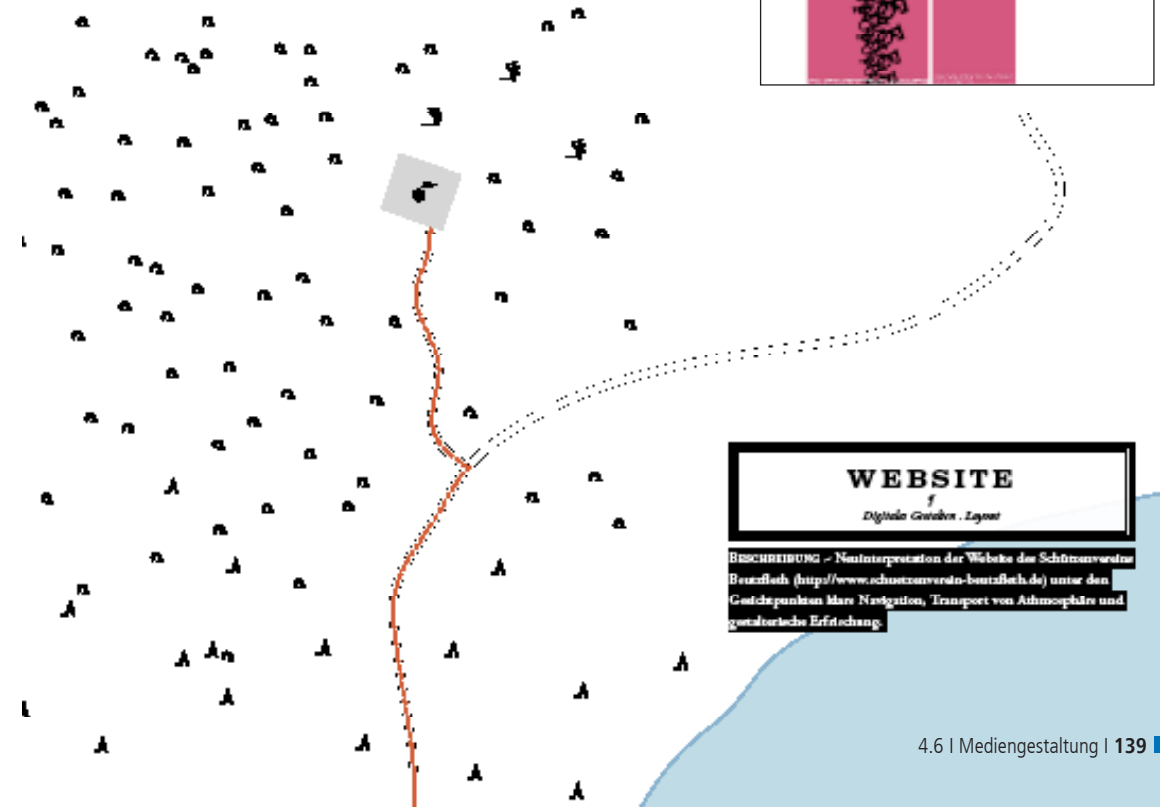 WEBSITE
Digitales Gestalten . Layout
BESCHREIBUNG ~ Neuinterpretation der Website des Schützenvereins
Beutzfleth (http://www.schuetzenverein-beutzfleth.de) unter den
Gesichtpunkten klare Navigation, Transport von Athmosphäre und
gestalterische Erfrischung.
4.6 I Mediengestaltung I 139